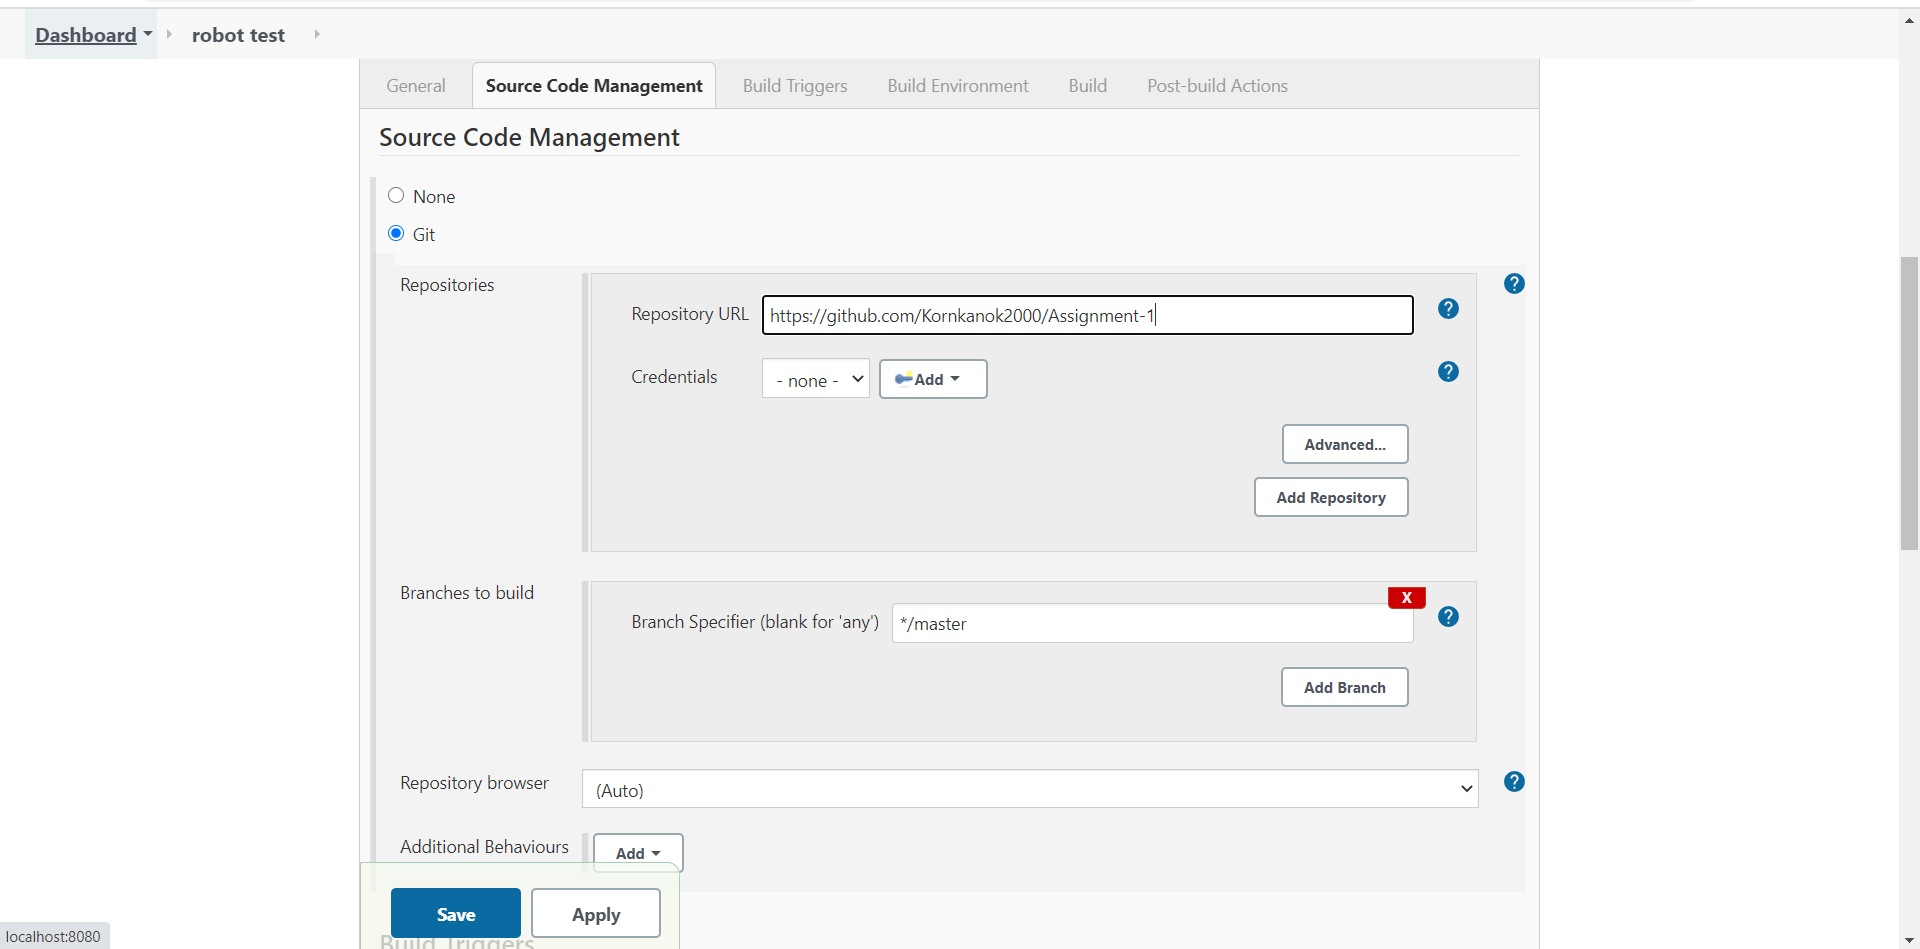 Dashboard robot test
General Source Code Management Build Triggers Build Environment Build Post-build Actions
Source Code Management
None
Git
Repositories
?
Repository URL https://github.com/Kornkanok2000/Assignment-1 ?
Credentials - none - Add ?
Advanced...
Add Repository
Branches to build
X
Branch Specifier (blank for 'any') */master ?
Add Branch
Repository browser (Auto) ?
Additional Behaviours Add
Save Apply
localhost:8080
Build Triggers